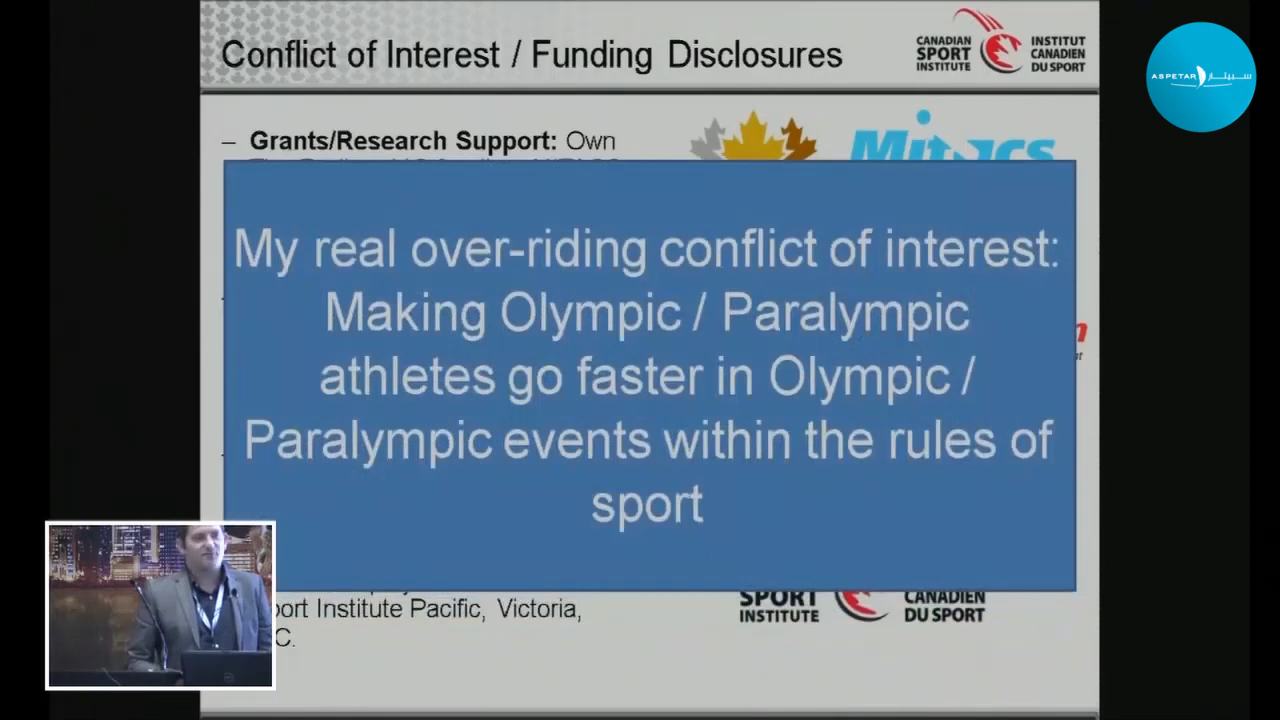 Conflict of Interest / Funding Disclosures
CANADIAN
SPORT
INSTITUTE
INSTITUT
CANADIEN
DU SPORT
ASPETAR سبيتار
– Grants/Research Support: Own
Mitacs
My real over-riding conflict of interest:
Making Olympic / Paralympic
athletes go faster in Olympic /
Paralympic events within the rules of
sport
SPORT
INSTITUTE
CANADIEN
DU SPORT
port Institute Pacific, Victoria,
C.